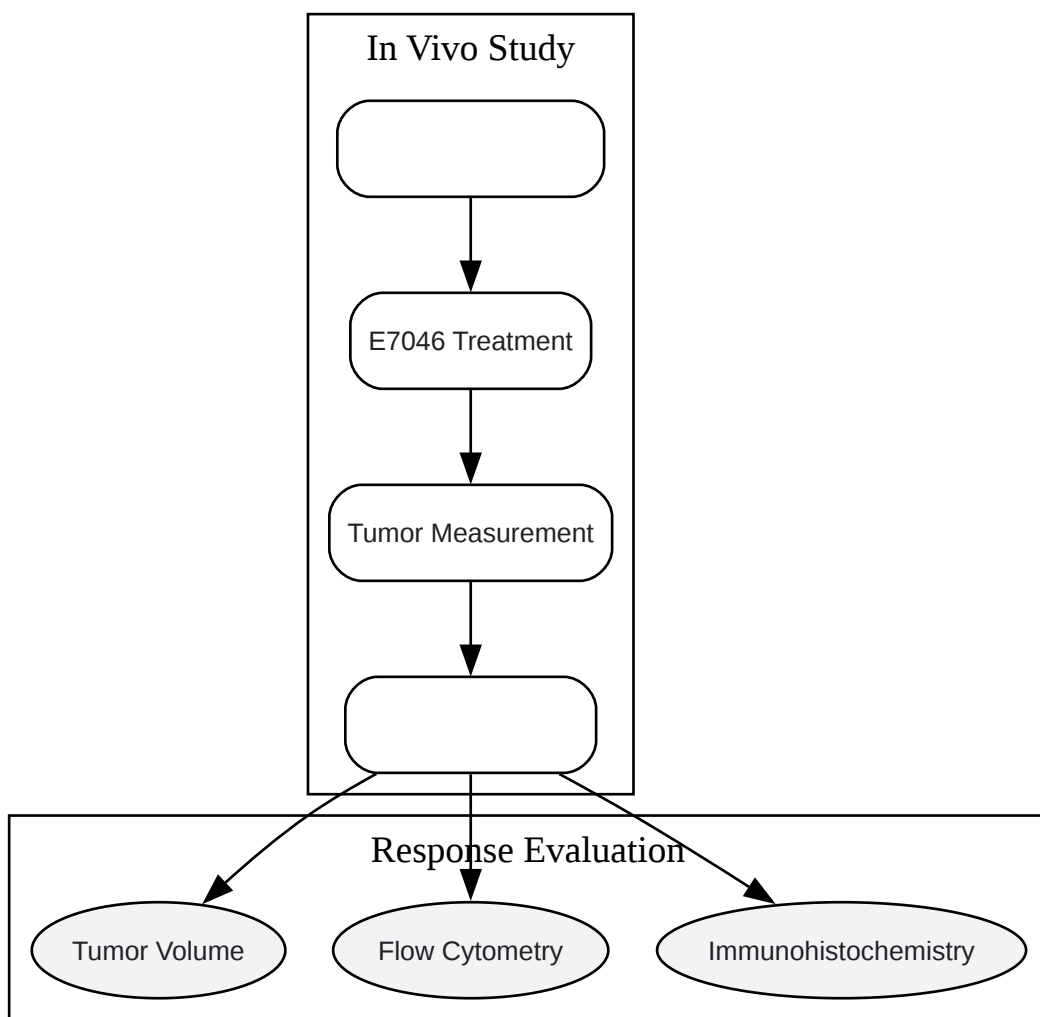 In Vivo Study
E7046 Treatment
Tumor Measurement
Response Evaluation
Tumor Volume
Flow Cytometry
Immunohistochemistry